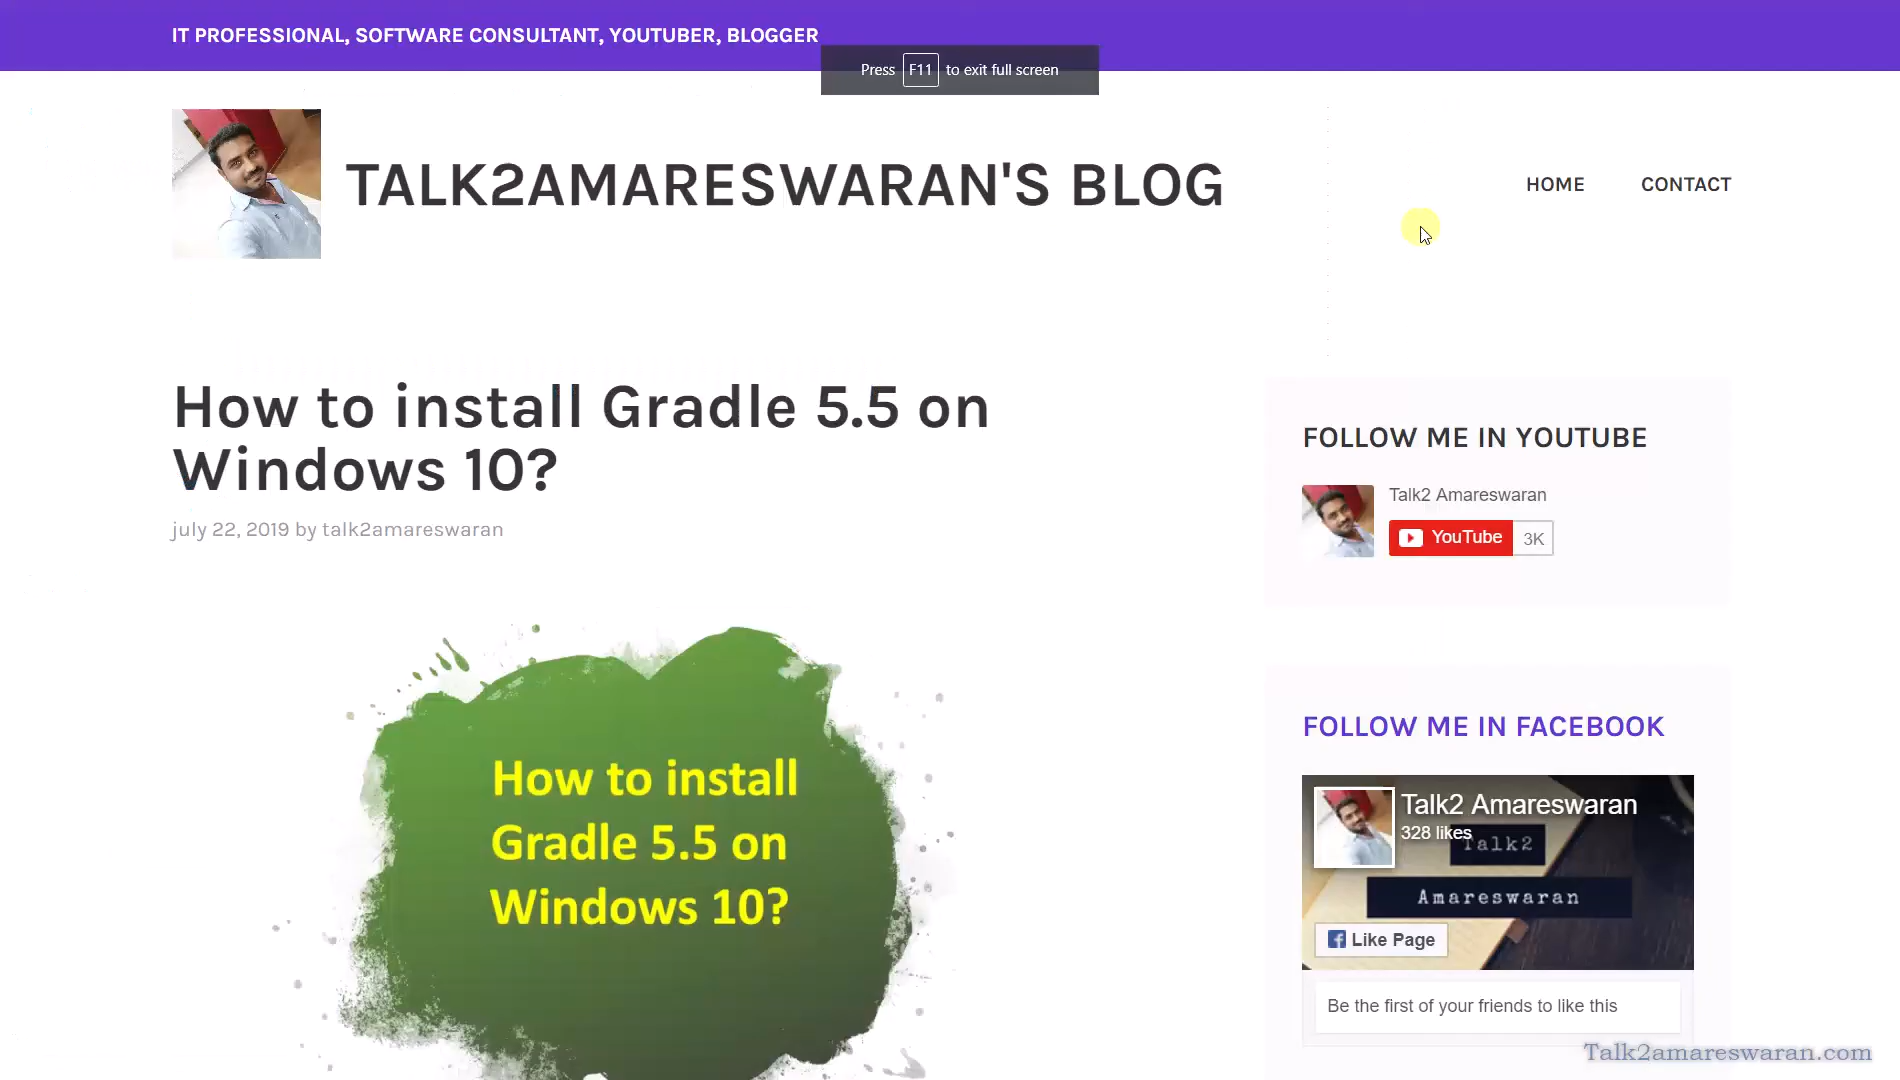 IT PROFESSIONAL, SOFTWARE CONSULTANT, YOUTUBER, BLOGGER
Press F11 to exit full screen
TALK2AMARESWARAN'S BLOG
HOME
CONTACT
How to install Gradle 5.5 on
Windows 10?
july 22, 2019 by talk2amareswaran
How to install
Gradle 5.5 on
Windows 10?
FOLLOW ME IN YOUTUBE
Talk2 Amareswaran
YouTube 3K
FOLLOW ME IN FACEBOOK
Talk2 Amareswaran
328 likes
Talk2
Amareswaran
Like Page
Be the first of your friends to like this
Talk2amareswaran.com